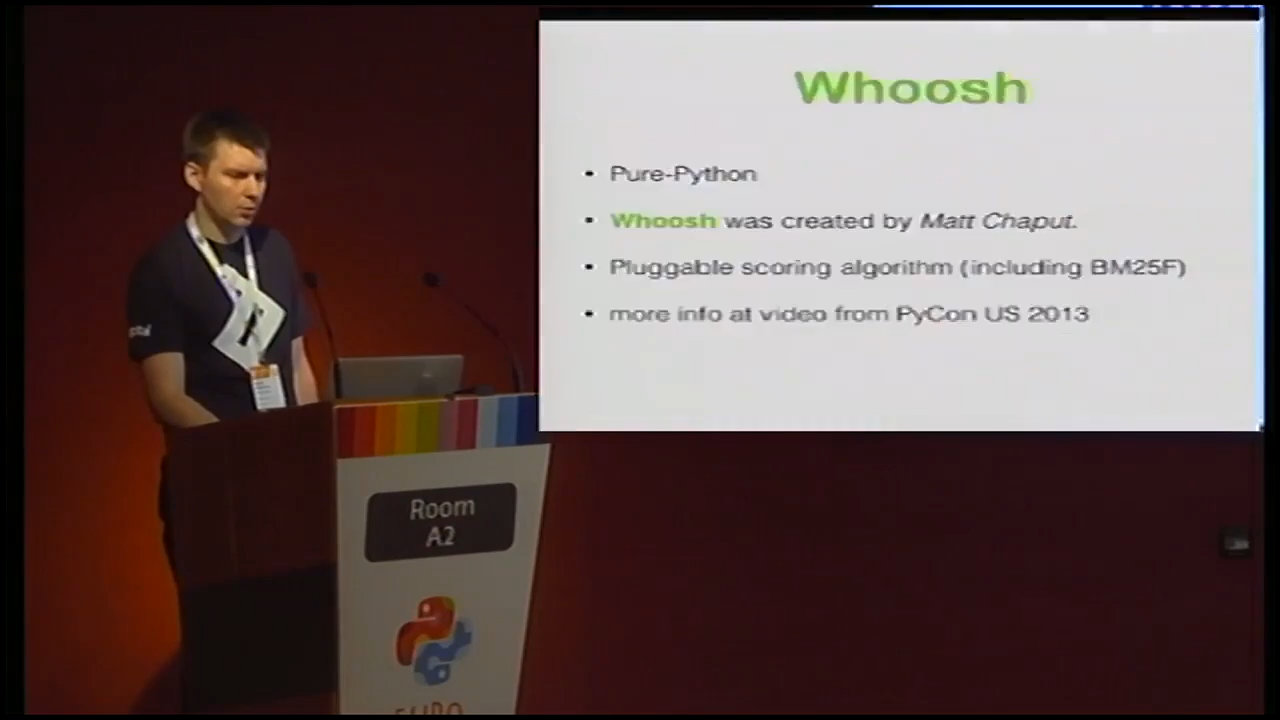 Whoosh
• Pure-Python
• Whoosh was created by Matt Chaput.
• Pluggable scoring algorithm (including BM25F)
• more info at video from PyCon US 2013
Room
A2
EURO